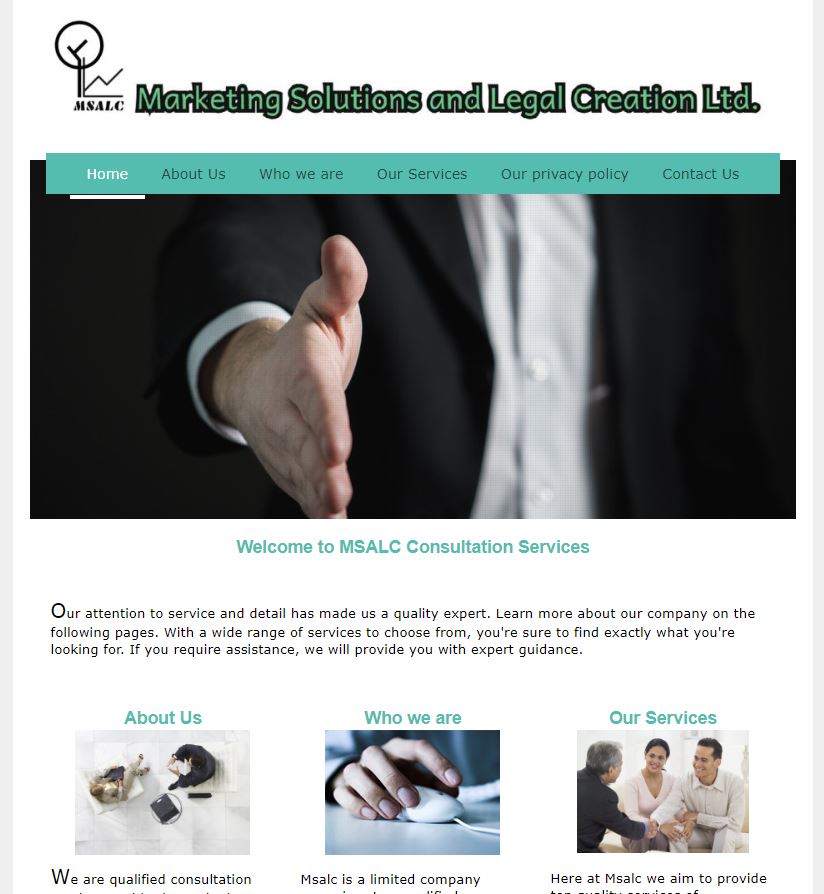 MSALC
Marketing Solutions and Legal Creation Ltd.
Home About Us Who we are Our Services Our privacy policy Contact Us
Welcome to MSALC Consultation Services
Our attention to service and detail has made us a quality expert. Learn more about our company on the
following pages. With a wide range of services to choose from, you're sure to find exactly what you're
looking for. If you require assistance, we will provide you with expert guidance.
About Us
We are qualified consultation
Who we are
Msalc is a limited company
Our Services
Here at Msalc we aim to provide
top quality services of